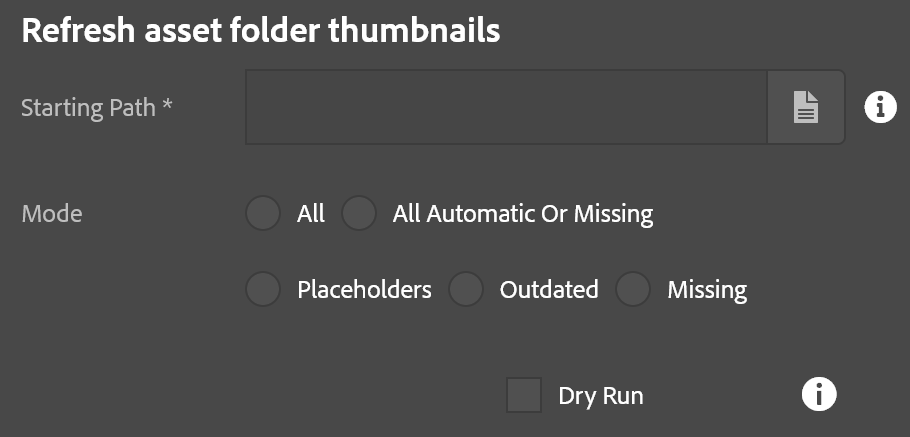 Refresh asset folder thumbnails
Starting Path *
Mode
All
All Automatic Or Missing
Placeholders
Outdated
Missing
Dry Run